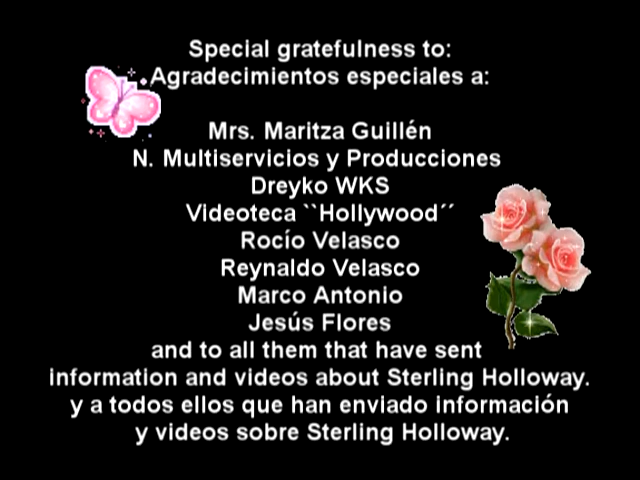 Special gratefulness to:
Agradecimientos especiales a:
Mrs. Maritza Guillén
N. Multiservicios y Producciones
Dreyko WKS
Videoteca ``Hollywood´´
Rocío Velasco
Reynaldo Velasco
Marco Antonio
Jesús Flores
and to all them that have sent
information and videos about Sterling Holloway.
y a todos ellos que han enviado información
y videos sobre Sterling Holloway.